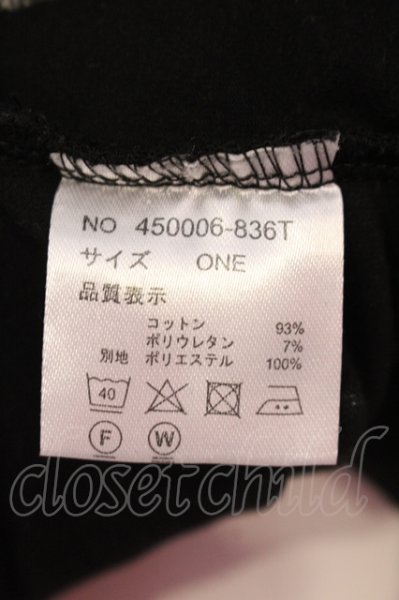 NO 450006-836T
サイズ ONE
品質表示
コットン 93%
ポリウレタン 7%
別地 ポリエステル 100%
40
F W
closetchild